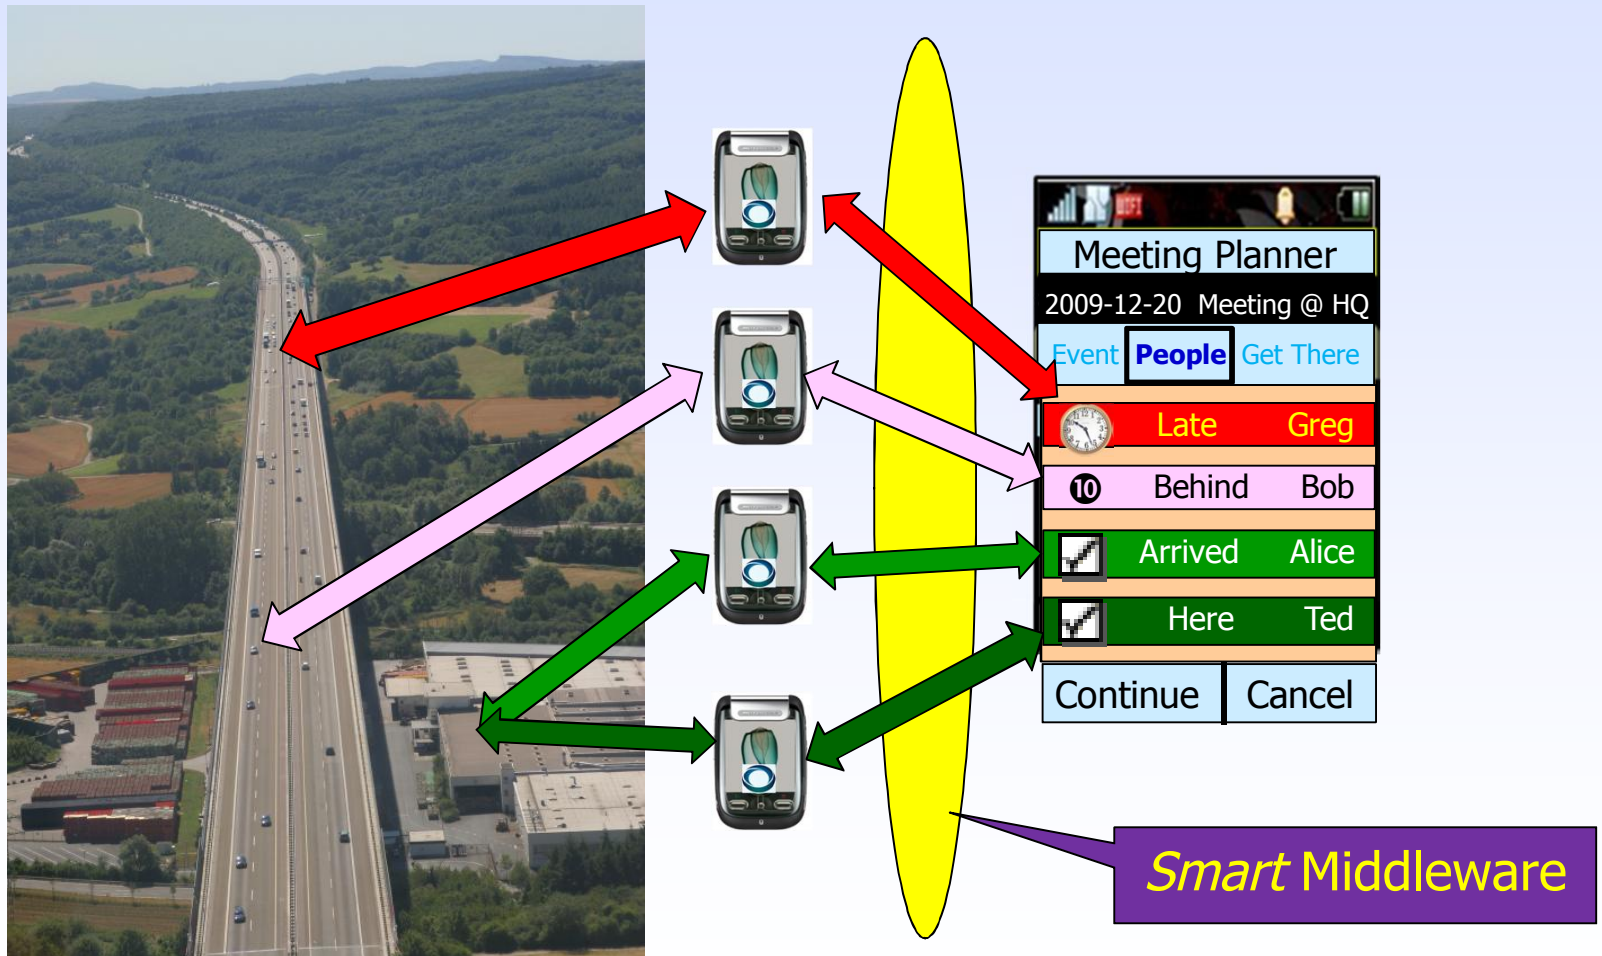 WIFI
Meeting Planner
2009-12-20 Meeting @ HQ
Event People Get There
Late Greg
❿ Behind Bob
Arrived Alice
Here Ted
Continue Cancel
Smart Middleware